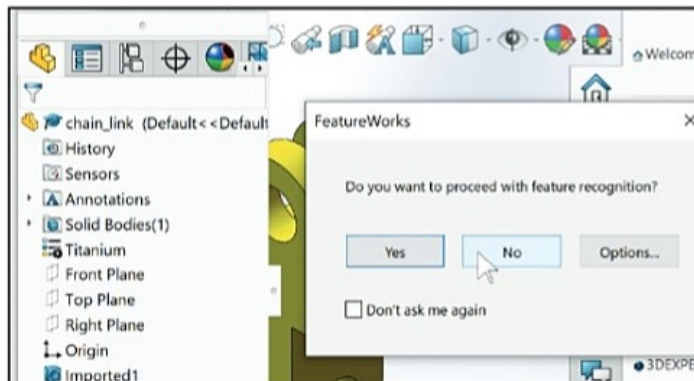 Welcom
chain_link (Default<<Default
History
Sensors
Annotations
Solid Bodies(1)
Titanium
Front Plane
Top Plane
Right Plane
Origin
Imported1
FeatureWorks
Do you want to proceed with feature recognition?
Yes
No
Options...
Don't ask me again
3DEXPE